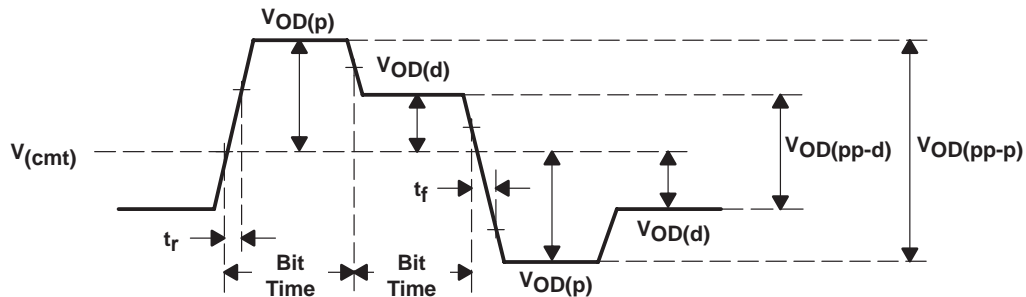 VOD(p)
VOD(d)
V(cmt)
VOD(pp-d)
VOD(pp-p)
tf
tr
VOD(d)
Bit
Time
Bit
Time
VOD(p)